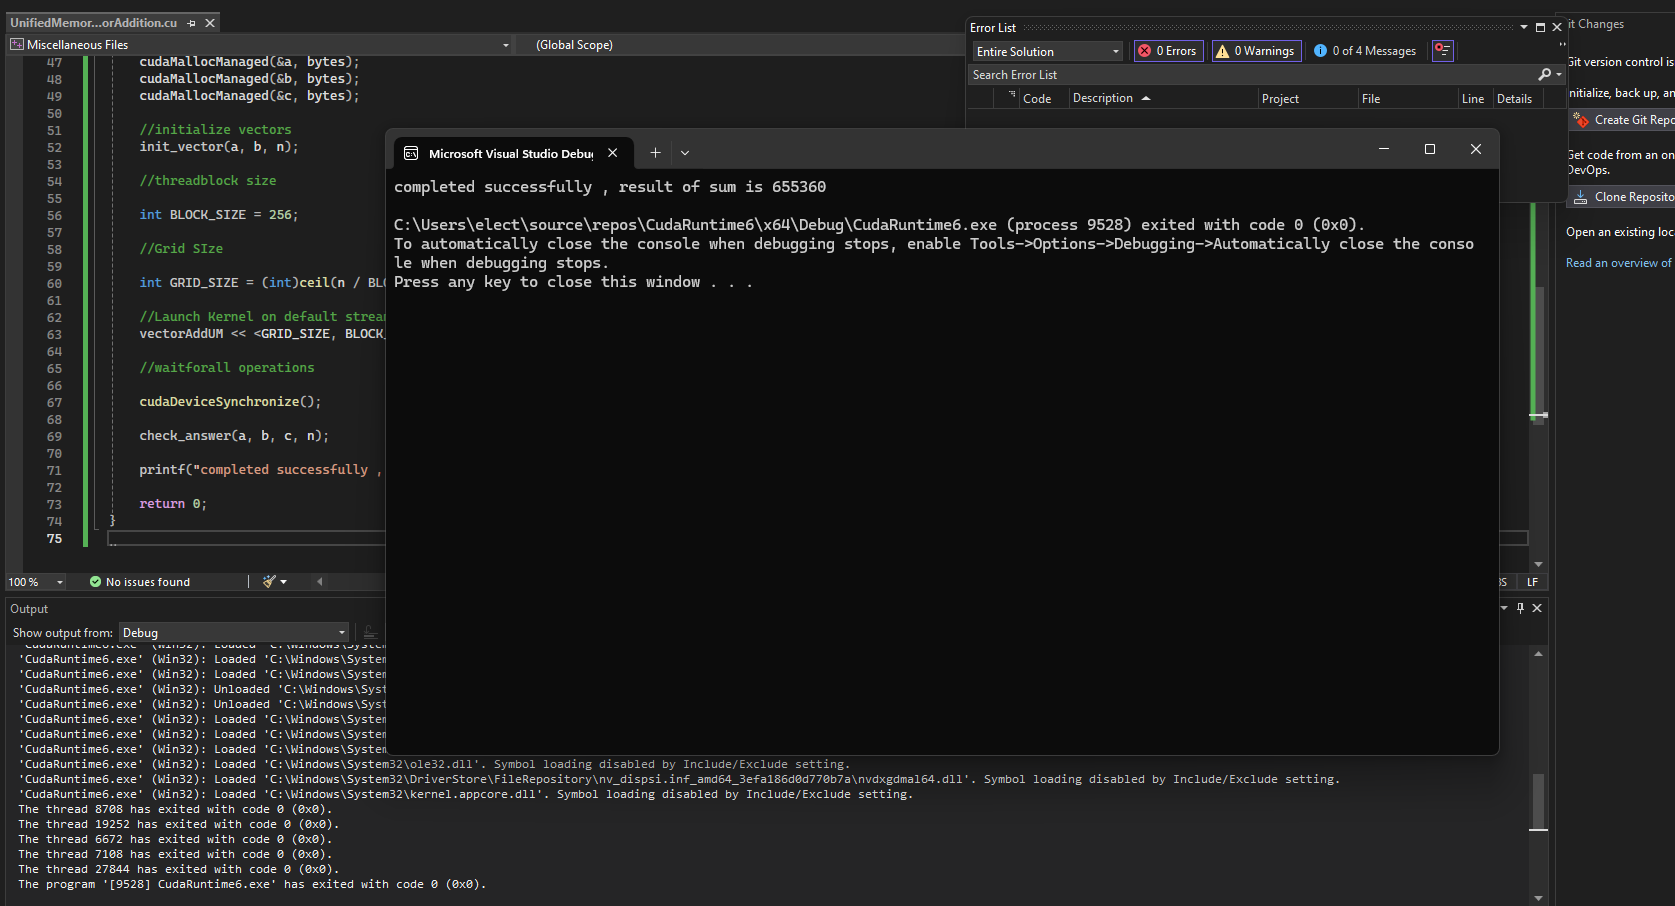 UnifiedMemor...orAddition.cu
Miscellaneous Files
(Global Scope)
47 cudaMallocManaged(&a, bytes);
48 cudaMallocManaged(&b, bytes);
49 cudaMallocManaged(&c, bytes);
50
51 //initialize vectors
52 init_vector(a, b, n);
53
54 //threadblock size
55
56 int BLOCK_SIZE = 256;
57
58 //Grid SIze
59
60 int GRID_SIZE = (int)ceil(n / BLO
61
62 //Launch Kernel on default strea
63 vectorAddUM << <GRID_SIZE, BLOCK_
64
65 //waitforall operations
66
67 cudaDeviceSynchronize();
68
69 check_answer(a, b, c, n);
70
71 printf("completed successfully ,
72
73 return 0;
74 }
75
100 %
No issues found
LF
Error List
Entire Solution
0 Errors
0 Warnings
0 of 4 Messages
Search Error List
Code Description Project File Line Details
Microsoft Visual Studio Debug
completed successfully , result of sum is 655360
C:\Users\elect\source\repos\CudaRuntime6\x64\Debug\CudaRuntime6.exe (process 9528) exited with code 0 (0x0).
To automatically close the console when debugging stops, enable Tools->Options->Debugging->Automatically close the conso
le when debugging stops.
Press any key to close this window . . .
it Changes
Git version control is
nitialize, back up, an
Create Git Repo
Get code from an on
DevOps.
Clone Reposito
Open an existing loc
Read an overview of
Output
Show output from: Debug
'CudaRuntime6.exe' (Win32): Loaded 'C:\Windows\System
'CudaRuntime6.exe' (Win32): Loaded 'C:\Windows\System
'CudaRuntime6.exe' (Win32): Loaded 'C:\Windows\System
'CudaRuntime6.exe' (Win32): Unloaded 'C:\Windows\Syst
'CudaRuntime6.exe' (Win32): Unloaded 'C:\Windows\Syst
'CudaRuntime6.exe' (Win32): Loaded 'C:\Windows\System
'CudaRuntime6.exe' (Win32): Loaded 'C:\Windows\System
'CudaRuntime6.exe' (Win32): Loaded 'C:\Windows\System
'CudaRuntime6.exe' (Win32): Loaded 'C:\Windows\System32\ole32.dll'. Symbol loading disabled by Include/Exclude setting.
'CudaRuntime6.exe' (Win32): Loaded 'C:\Windows\System32\DriverStore\FileRepository\nv_dispsi.inf_amd64_3efa186d0d770b7a\nvdxgdmal64.dll'. Symbol loading disabled by Include/Exclude setting.
'CudaRuntime6.exe' (Win32): Loaded 'C:\Windows\System32\kernel.appcore.dll'. Symbol loading disabled by Include/Exclude setting.
The thread 8708 has exited with code 0 (0x0).
The thread 19252 has exited with code 0 (0x0).
The thread 6672 has exited with code 0 (0x0).
The thread 7108 has exited with code 0 (0x0).
The thread 27844 has exited with code 0 (0x0).
The program '[9528] CudaRuntime6.exe' has exited with code 0 (0x0).